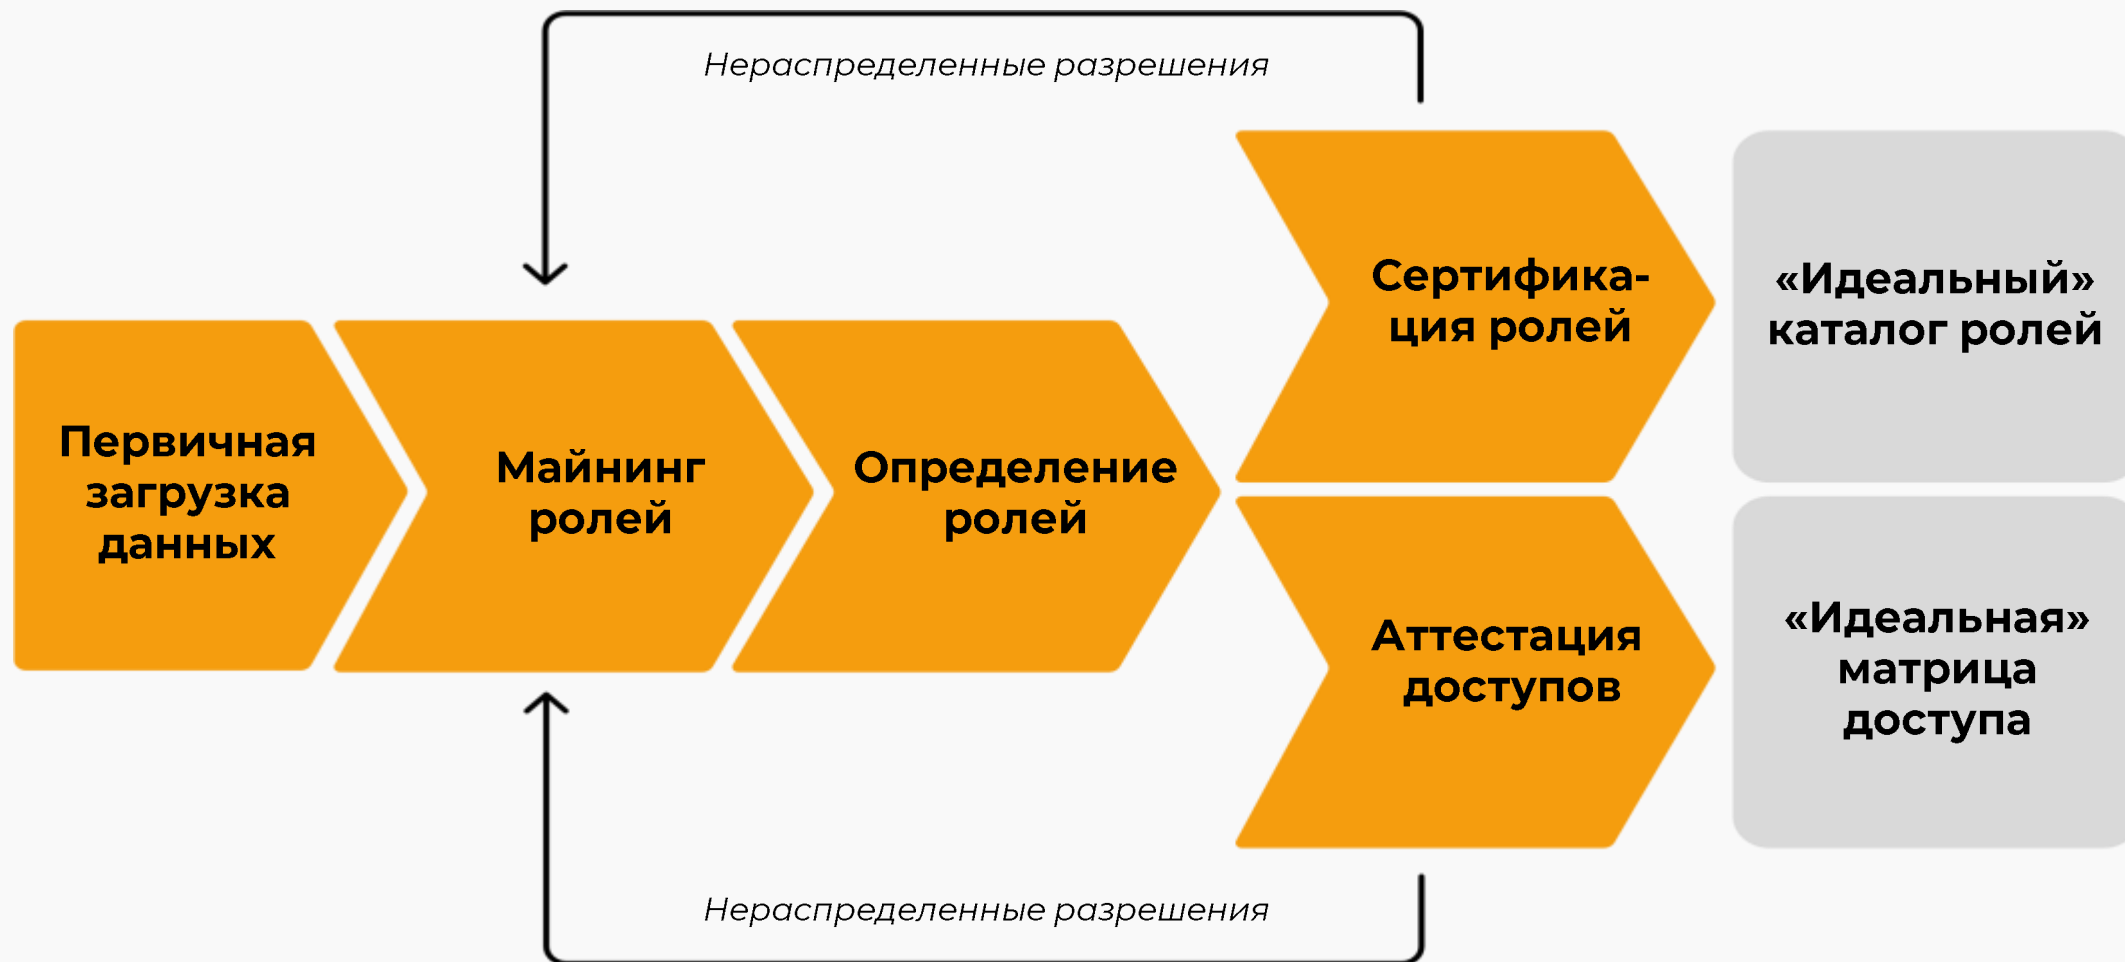 Нераспределенные разрешения
Первичная
загрузка
данных
Майнинг
ролей
Определение
ролей
Сертифика-
ция ролей
«Идеальный»
каталог ролей
Аттестация
доступов
«Идеальная»
матрица
доступа
Нераспределенные разрешения